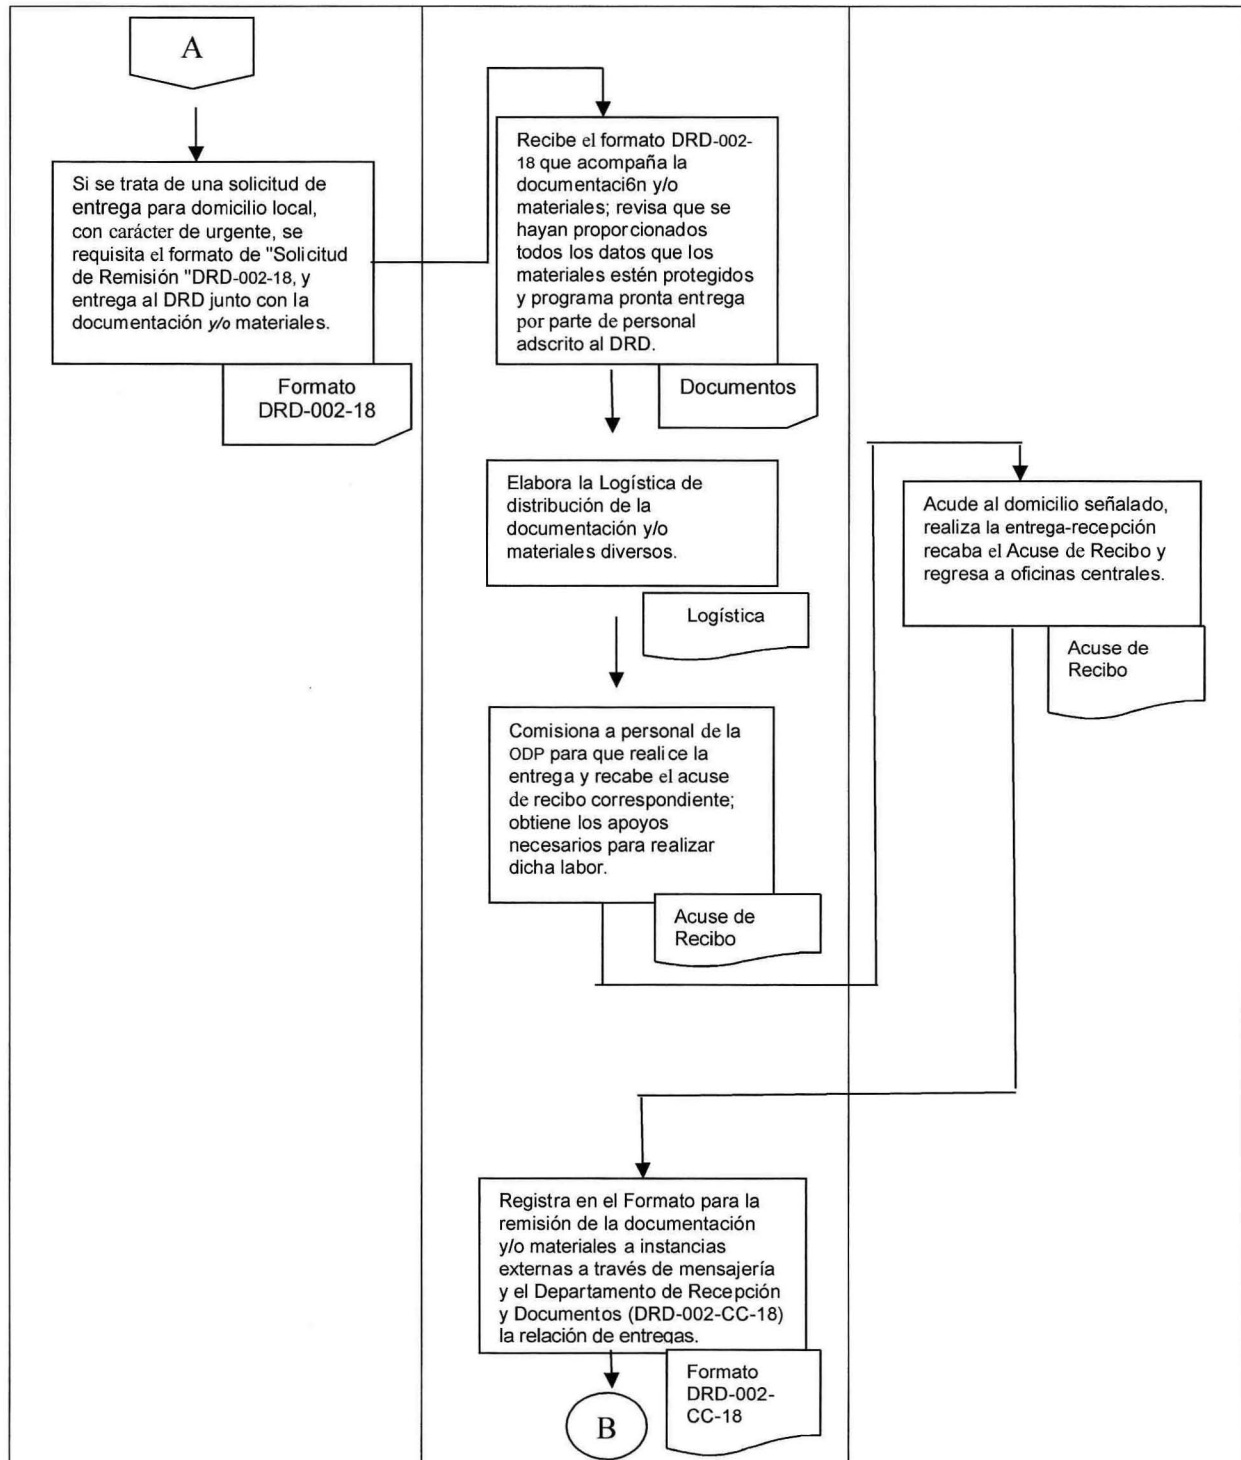 A
Si se trata de una solicitud de
entrega para domicilio local,
con carácter de urgente, se
requisita el formato de "Solicitud
de Remisión "DRD-002-18, y
entrega al DRD junto con la
documentación y/o materiales.
Formato
DRD-002-18
Recibe el formato DRD-002-
18 que acompaña la
documentaci6n y/o
materiales; revisa que se
hayan proporcionados
todos los datos que los
materiales estén protegidos
y programa pronta entrega
por parte de personal
adscrito al DRD.
Documentos
Elabora la Logística de
distribución de la
documentación y/o
materiales diversos.
Logística
Comisiona a personal de la
ODP para que realice la
entrega y recabe el acuse
de recibo correspondiente;
obtiene los apoyos
necesarios para realizar
dicha labor.
Acuse de
Recibo
Acude al domicilio señalado,
realiza la entrega-recepción
recaba el Acuse de Recibo y
regresa a oficinas centrales.
Acuse de
Recibo
Registra en el Formato para la
remisión de la documentación
y/o materiales a instancias
externas a través de mensajería
y el Departamento de Recepción
y Documentos (DRD-002-CC-18)
la relación de entregas.
Formato
DRD-002-
CC-18
B